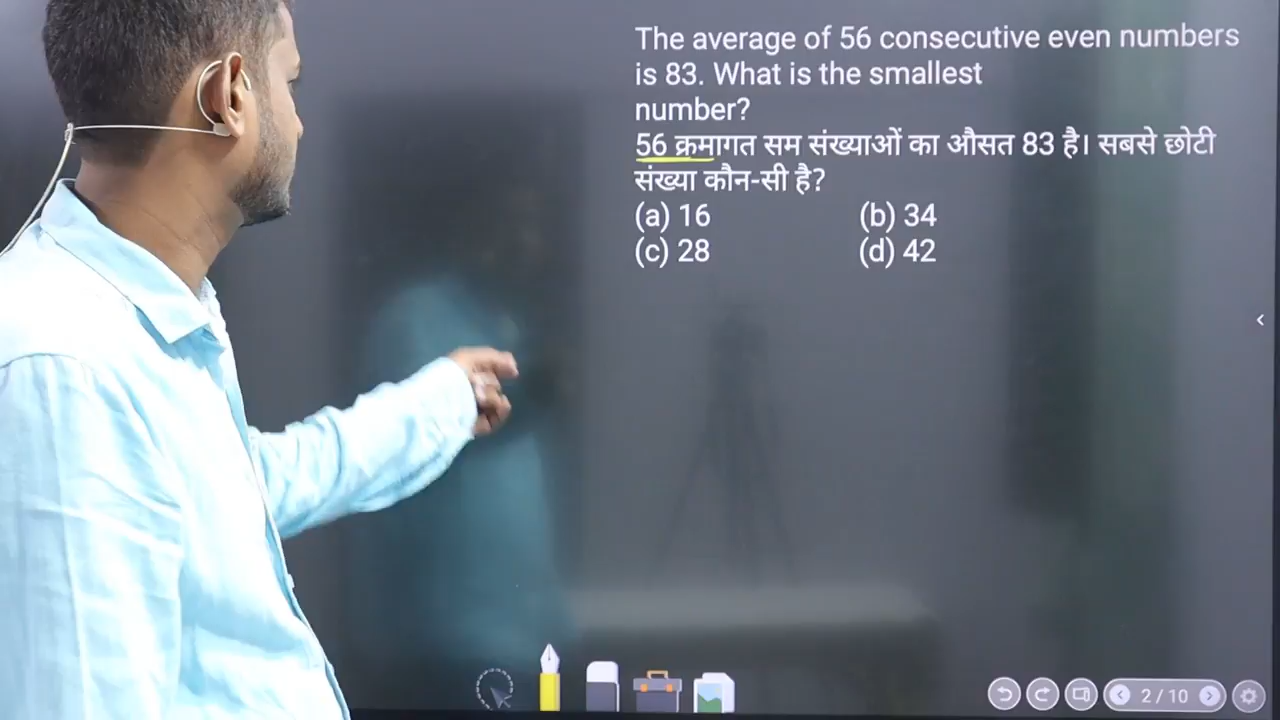 The average of 56 consecutive even numbers
is 83. What is the smallest
number?
56 क्रमागत सम संख्याओं का औसत 83 है। सबसे छोटी
संख्या कौन-सी है?
(a) 16 (b) 34
(c) 28 (d) 42
2 / 10